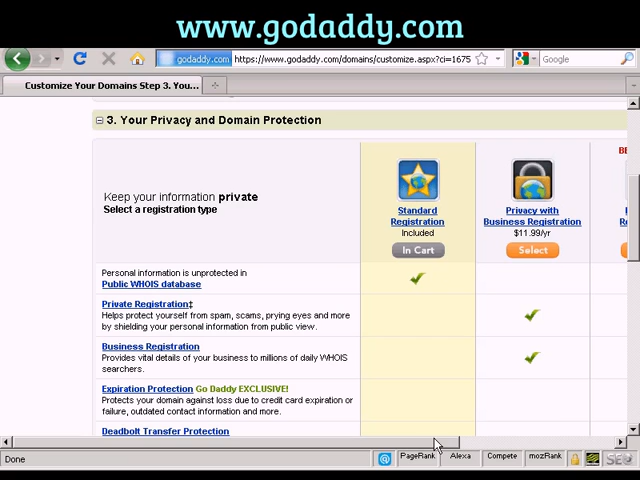 www.godaddy.com
godaddy.com https://www.godaddy.com/domains/customize.aspx?ci=1675
Google
Customize Your Domains Step 3. You...
3. Your Privacy and Domain Protection
BE
Keep your information private
Select a registration type
Standard
Registration
Included
In Cart
Privacy with
Business Registration
$11.99/yr
Select
Personal information is unprotected in
Public WHOIS database
Private Registration‡
Helps protect yourself from spam, scams, prying eyes and more
by shielding your personal information from public view.
Business Registration
Provides vital details of your business to millions of daily WHOIS
searchers.
Expiration Protection Go Daddy EXCLUSIVE!
Protects your domain against loss due to credit card expiration or
failure, outdated contact information and more.
Deadbolt Transfer Protection
Done
PageRank
Alexa
Compete
mozRank